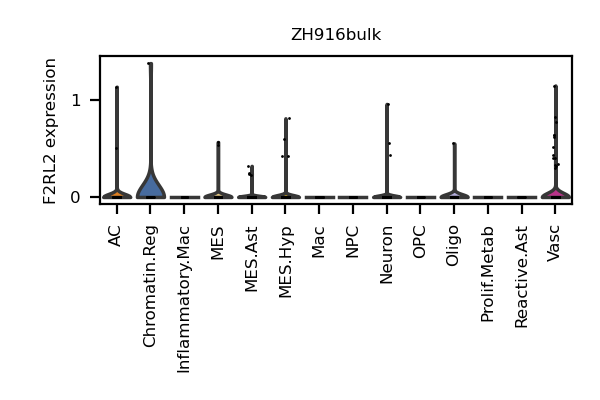 ZH916bulk
F2RL2 expression
1
0
AC
Chromatin.Reg
Inflammatory.Mac
MES
MES.Ast
MES.Hyp
Mac
NPC
Neuron
OPC
Oligo
Prolif.Metab
Reactive.Ast
Vasc